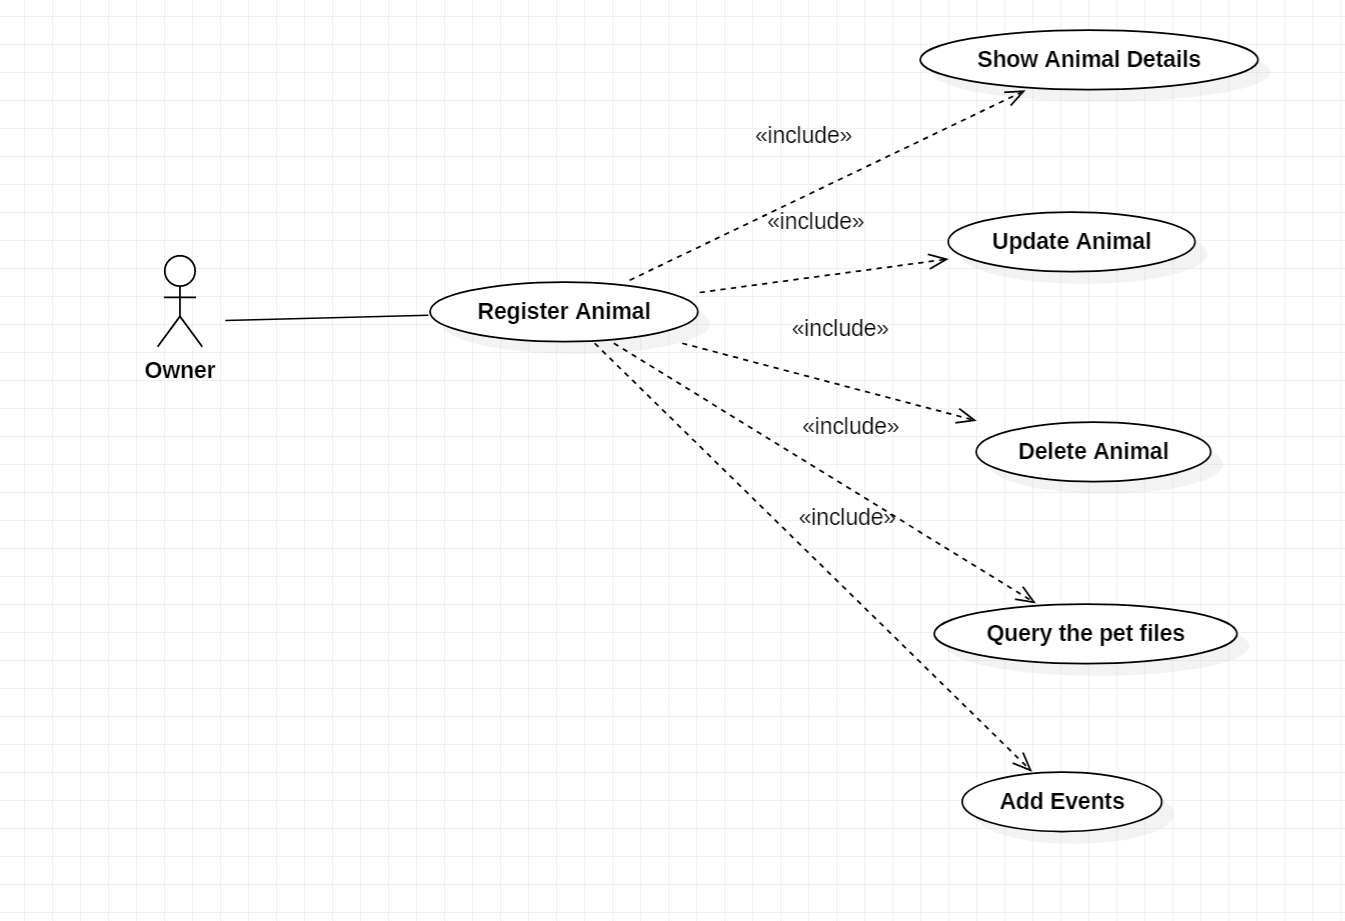 Show Animal Details
«include»
«include»
Update Animal
Register Animal
«include»
Owner
«include»
Delete Animal
«include»
Query the pet files
Add Events